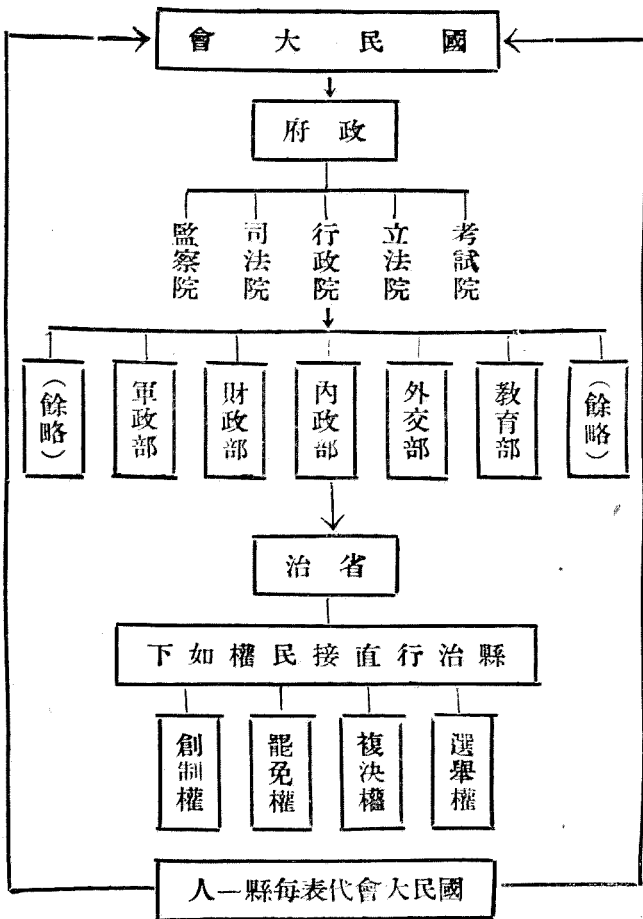 國民大會
政府
考試院
立法院
行政院
司法院
監察院
(餘略)
教育部
外交部
內政部
財政部
軍政部
(餘略)
省治
縣治行直接民權如下
選舉權
複決權
罷免權
創制權
國民大會代表每縣一人